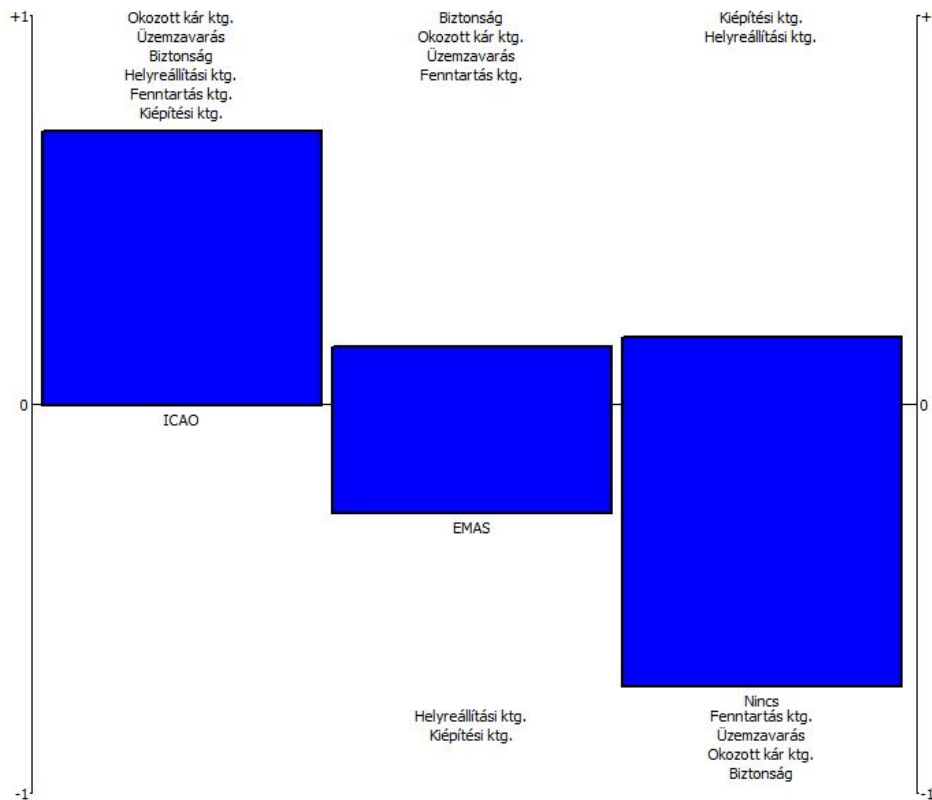 +1
Okozott kár ktg.
Üzemzavarás
Biztonság
Helyreállítási ktg.
Fenntartás ktg.
Kiépítési ktg.
Biztonság
Okozott kár ktg.
Üzemzavarás
Fenntartás ktg.
Kiépítési ktg.
Helyreállítási ktg.
+
0
0
ICAO
EMAS
Helyreállítási ktg.
Kiépítési ktg.
Nincs
Fenntartás ktg.
Üzemzavarás
Okozott kár ktg.
Biztonság
-1
-1